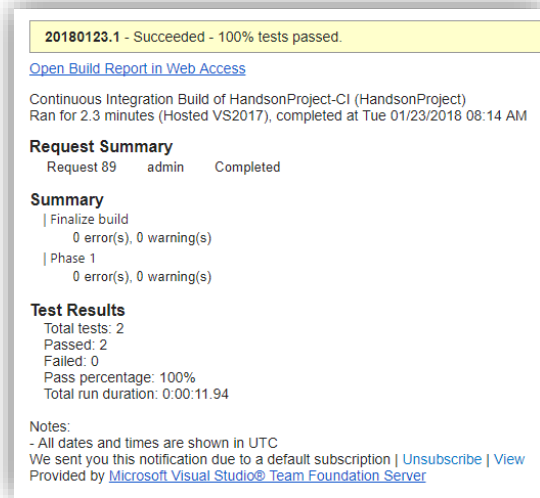 20180123.1 - Succeeded - 100% tests passed.
Open Build Report in Web Access
Continuous Integration Build of HandsonProject-CI (HandsonProject)
Ran for 2.3 minutes (Hosted VS2017), completed at Tue 01/23/2018 08:14 AM
Request Summary
Request 89 admin Completed
Summary
| Finalize build
0 error(s), 0 warning(s)
| Phase 1
0 error(s), 0 warning(s)
Test Results
Total tests: 2
Passed: 2
Failed: 0
Pass percentage: 100%
Total run duration: 0:00:11.94
Notes:
- All dates and times are shown in UTC
We sent you this notification due to a default subscription | Unsubscribe | View
Provided by Microsoft Visual Studio® Team Foundation Server